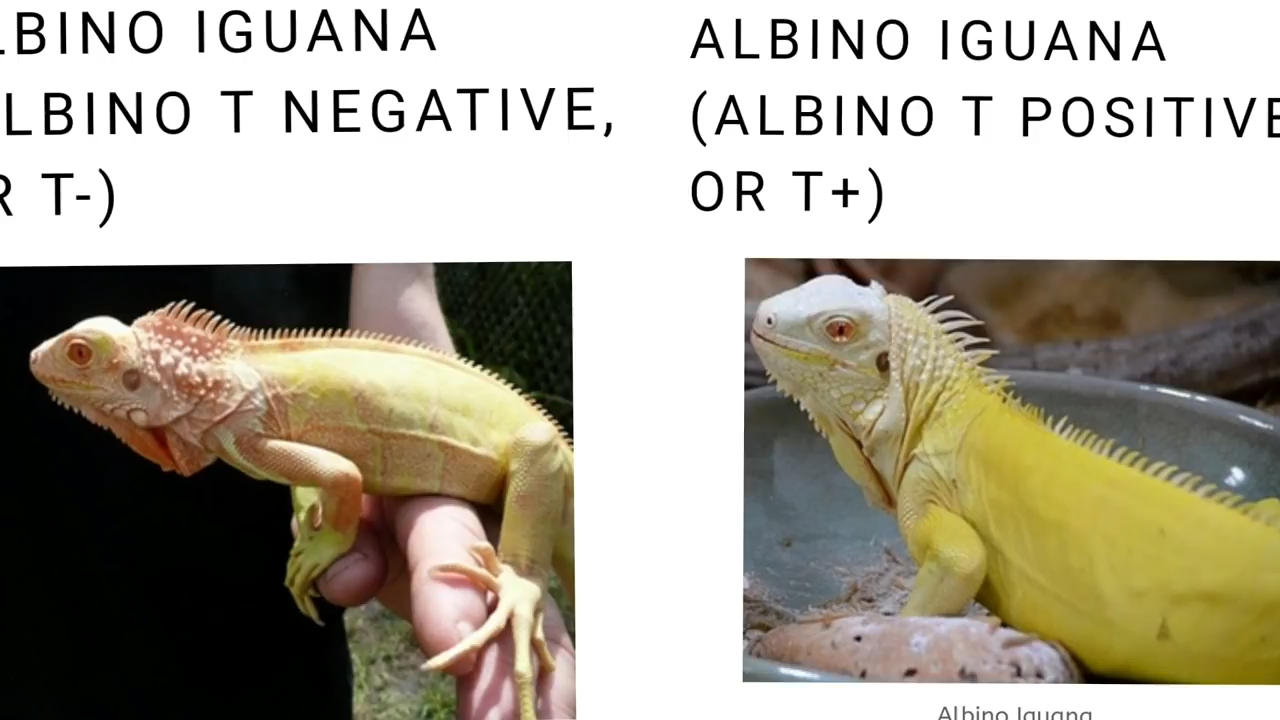 LBINO IGUANA
LBINO T NEGATIVE,
R T-)
ALBINO IGUANA
(ALBINO T POSITIVE
OR T+)
Albino Iguana